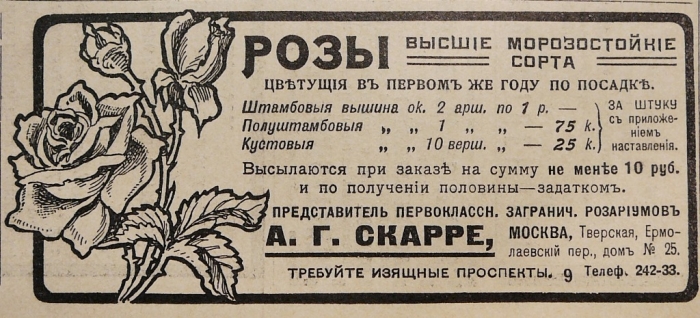 РОЗЫ ВЫСШІЕ МОРОЗОСТОЙКІЕ
СОРТА
ЦВѢТУЩІЯ ВЪ ПЕРВОМЪ ЖЕ ГОДУ ПО ПОСАДКѢ.
Штамбовыя вышина ок. 2 арш. по 1 р. —
Полуштамбовыя „ „ 1 „ „ — 75 к.
Кустовыя „ „ 10 верш. „ — 25 к.
ЗА ШТУКУ
съ приложе-
ніемъ
наставленія.
Высылаются при заказѣ на сумму не менѣе 10 руб.
и по полученіи половины—задаткомъ.
ПРЕДСТАВИТЕЛЬ ПЕРВОКЛАССН. ЗАГРАНИЧ. РОЗАРІУМОВЪ
А. Г. СКАРРЕ, МОСКВА, Тверская, Ермо-
лаевскій пер., домъ № 25.
ТРЕБУЙТЕ ИЗЯЩНЫЕ ПРОСПЕКТЫ. 9 Телеф. 242-33.